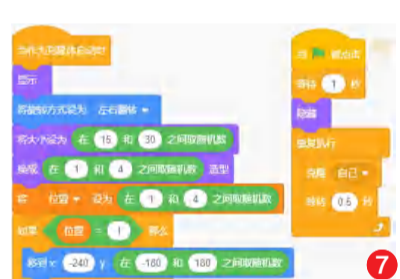 当作为克隆体启动时
显示
将旋转方式设为 左右翻转
将大小设为 在 15 和 30 之间取随机数
换成 在 1 和 4 之间取随机数 造型
将 位置 设为 在 1 和 4 之间取随机数
如果 位置 = 1 那么
移到 x: -240 y: 在 -180 和 180 之间取随机数
当 被点击
等待 1 秒
隐藏
重复执行
克隆 自己
等待 0.5 秒
7